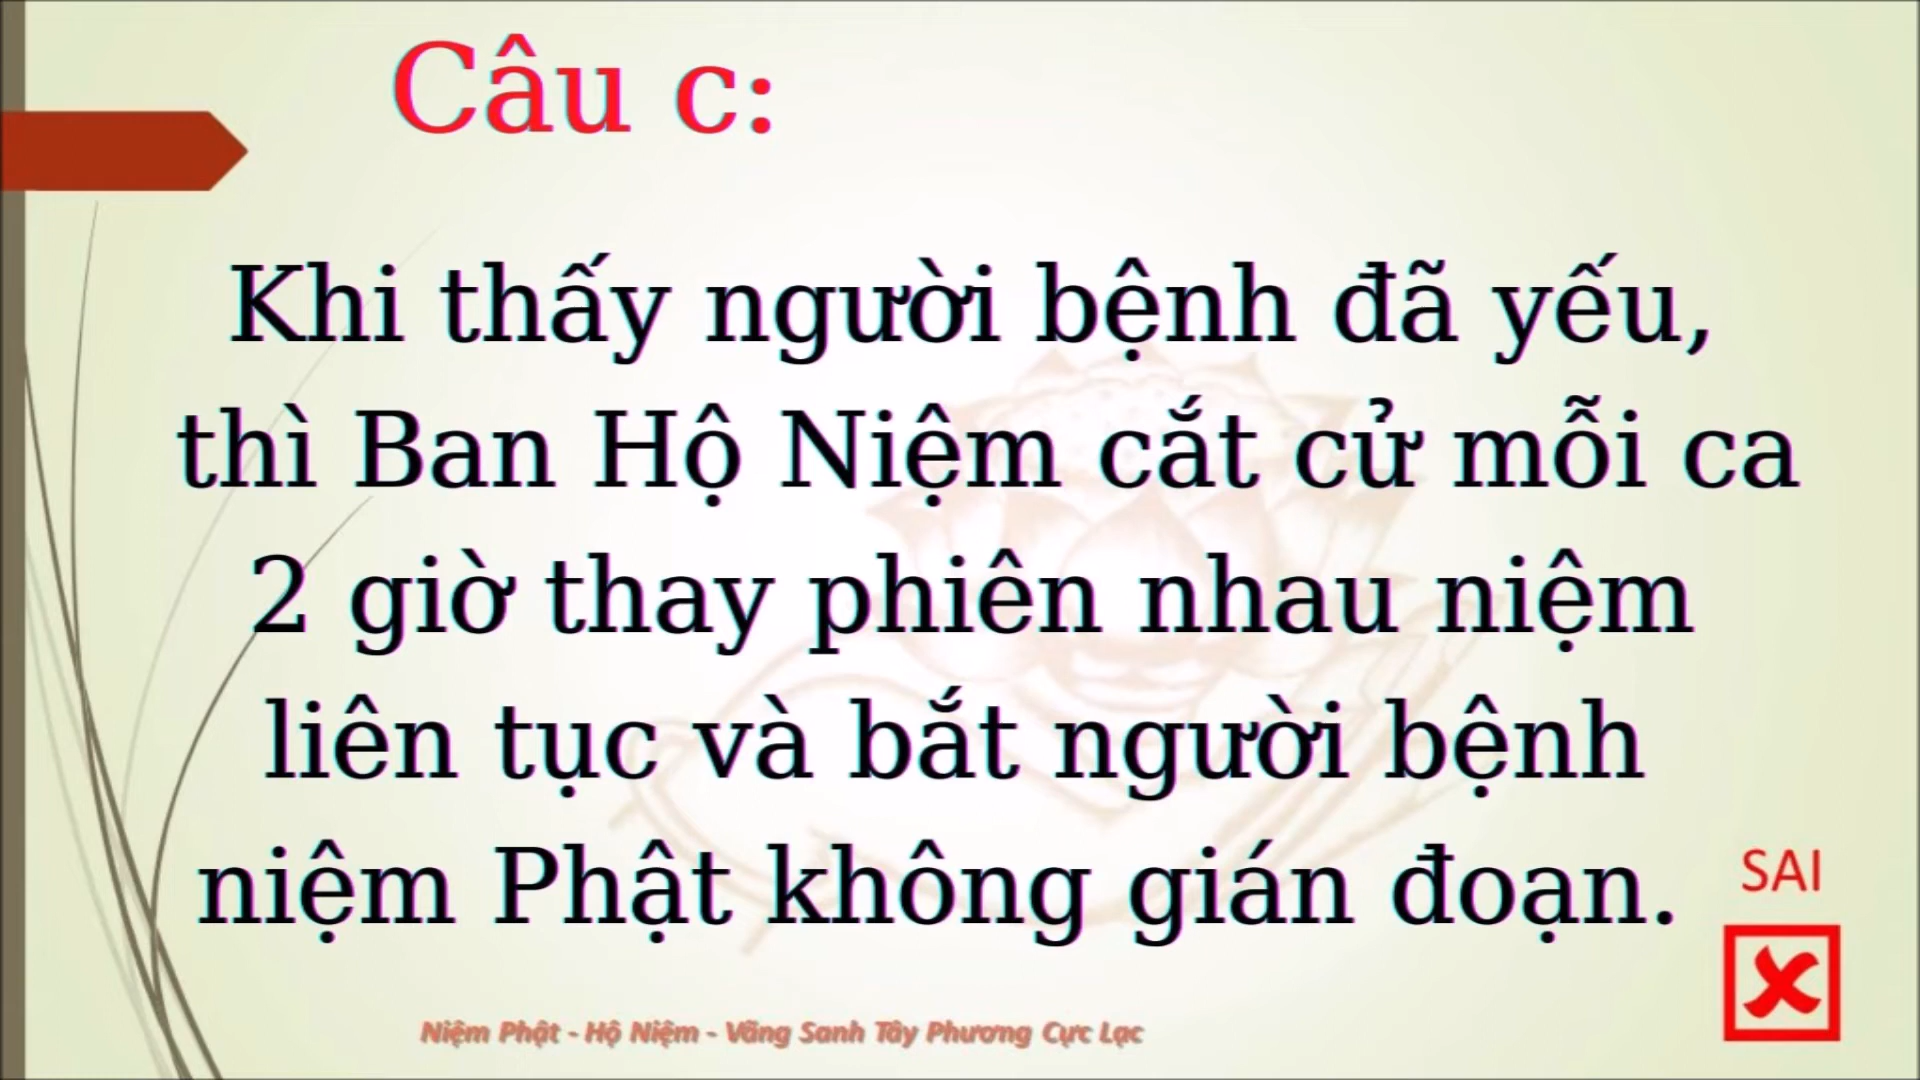 Câu c:
Khi thấy người bệnh đã yếu,
thì Ban Hộ Niệm cắt cử mỗi ca
2 giờ thay phiên nhau niệm
liên tục và bắt người bệnh
niệm Phật không gián đoạn.
SAI
Niệm Phật - Hộ Niệm - Vãng Sanh Tây Phương Cực Lạc